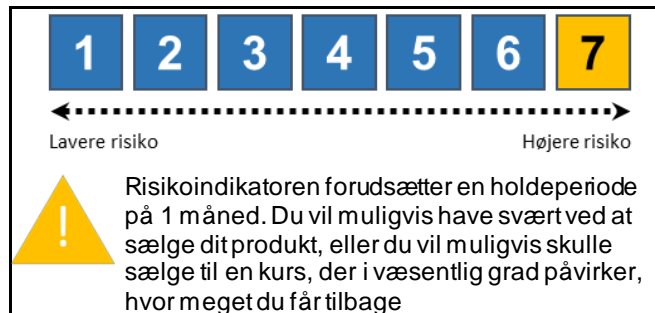 1 2 3 4 5 6 7
Lavere risiko Højere risiko
!
Risikoindikatoren forudsætter en holdeperiode
på 1 måned. Du vil muligvis have svært ved at
sælge dit produkt, eller du vil muligvis skulle
sælge til en kurs, der i væsentlig grad påvirker,
hvor meget du får tilbage